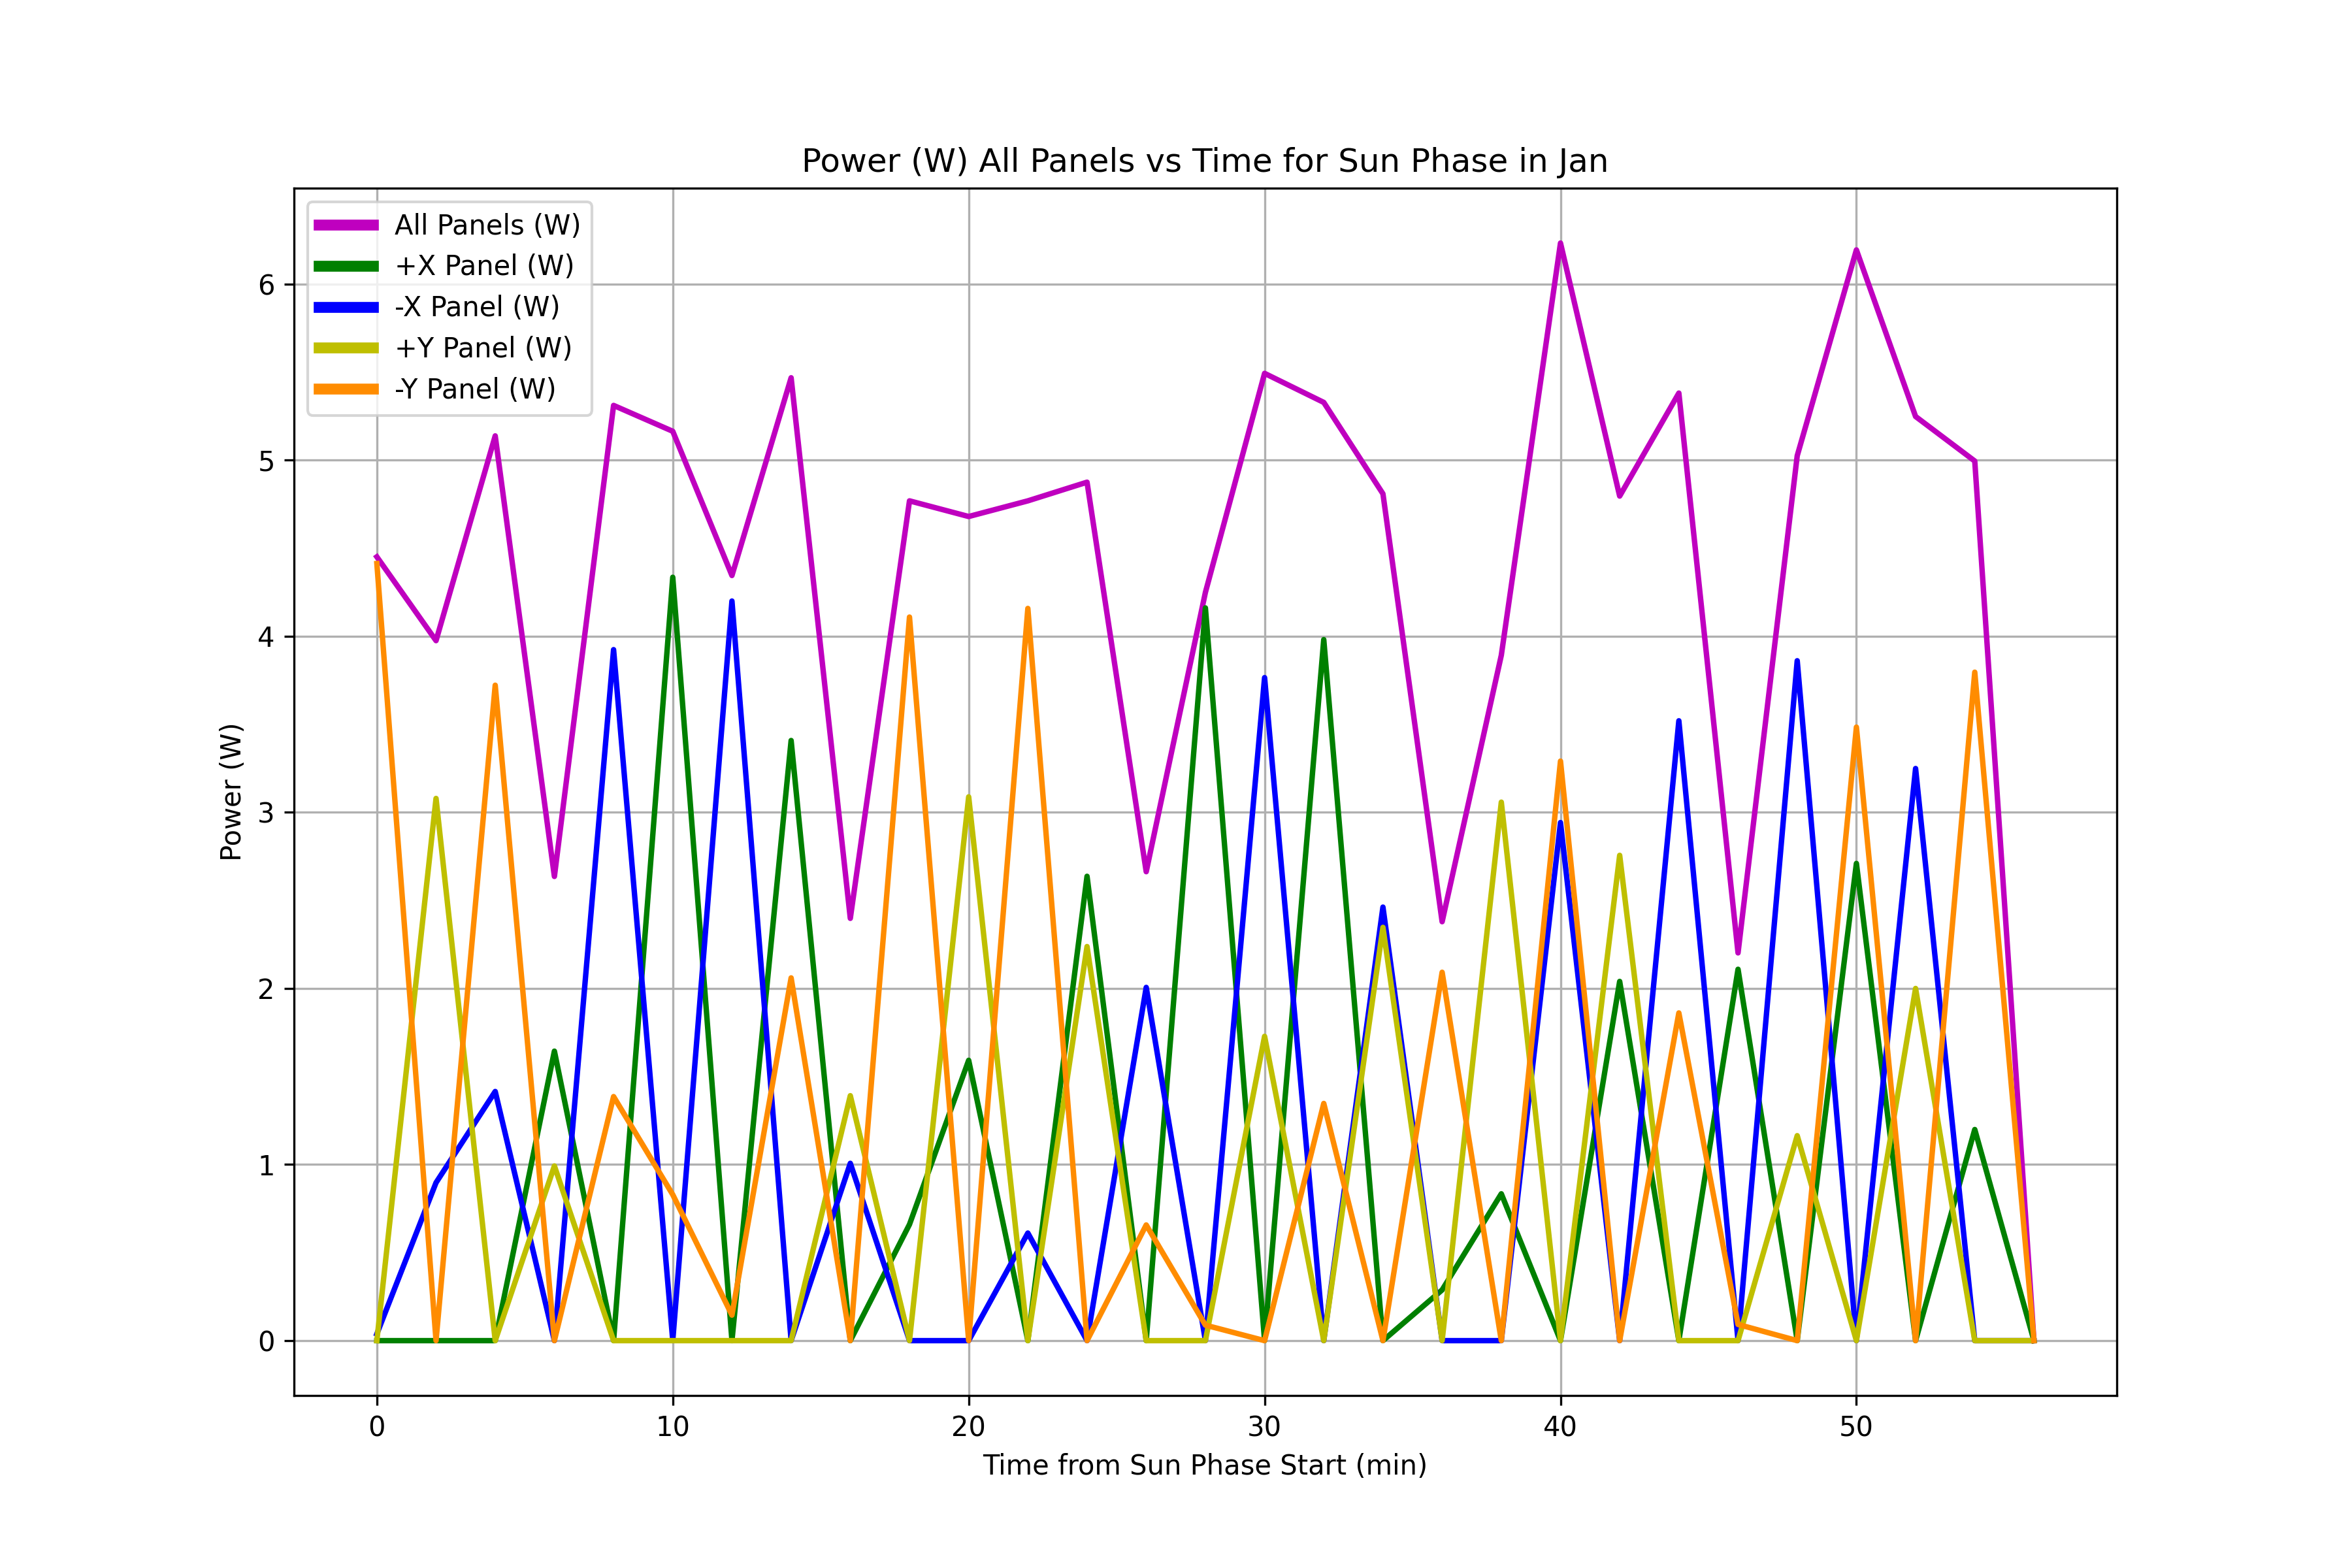 Power (W) All Panels vs Time for Sun Phase in Jan
All Panels (W)
+X Panel (W)
-X Panel (W)
+Y Panel (W)
-Y Panel (W)
Power (W)
6
5
4
3
2
1
0
0 10 20 30 40 50
Time from Sun Phase Start (min)